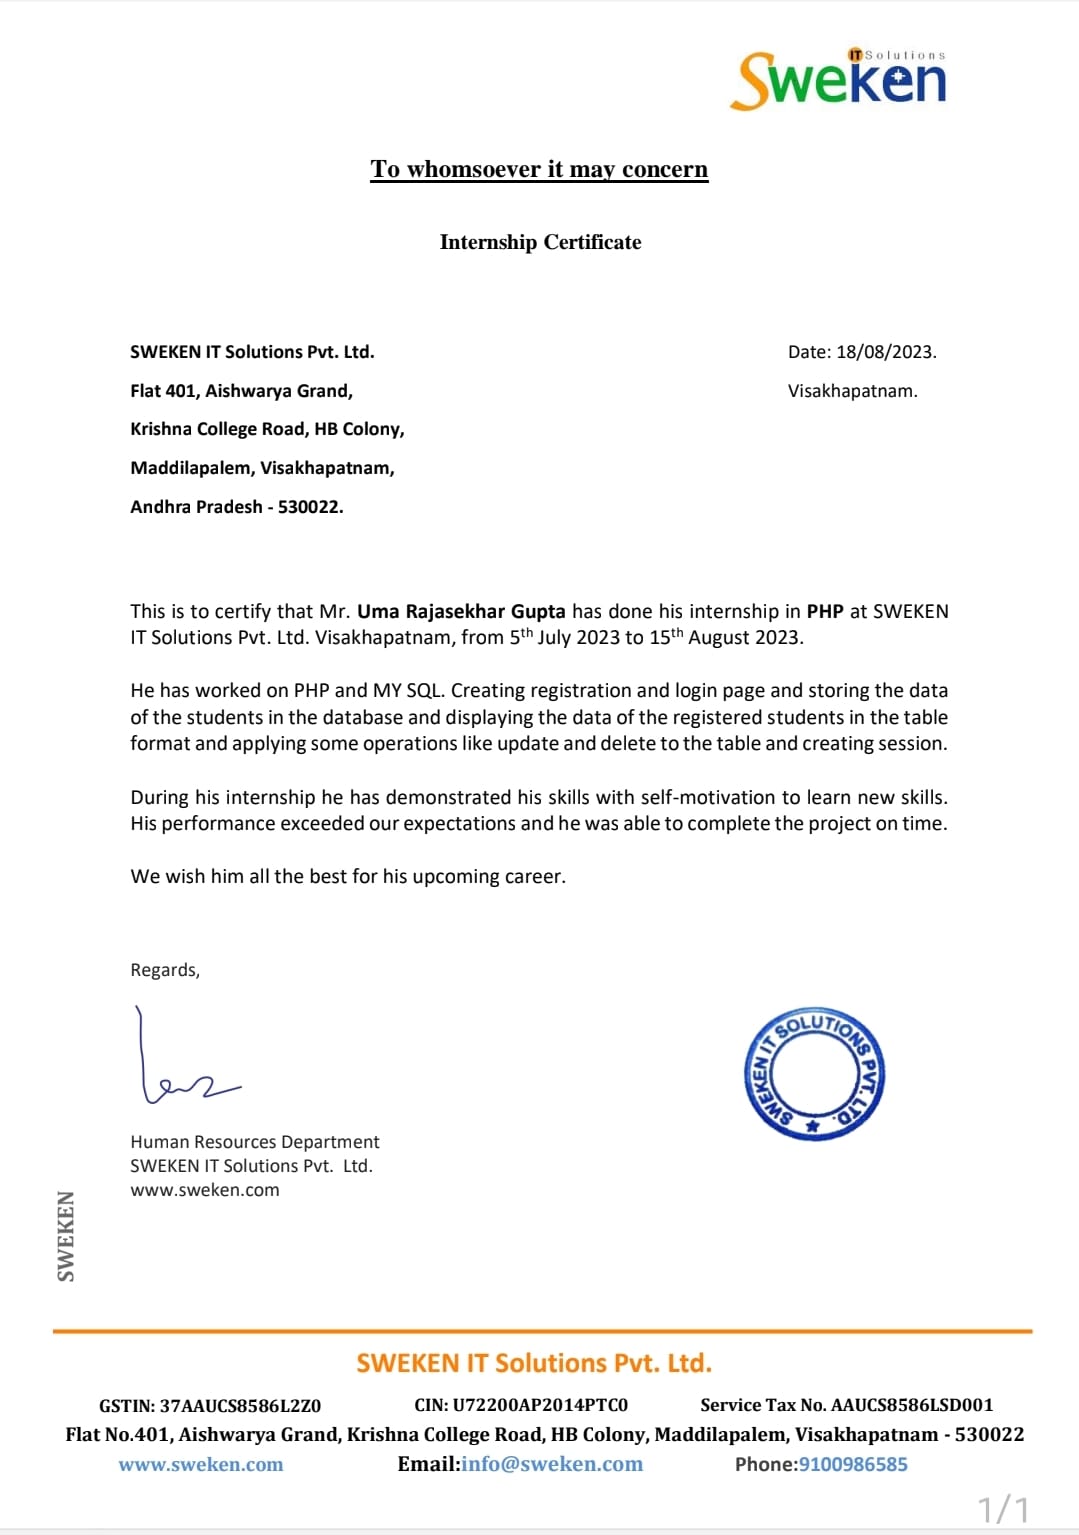 IT Solutions
Sweken
To whomsoever it may concern
Internship Certificate
SWEKEN IT Solutions Pvt. Ltd.
Date: 18/08/2023.
Flat 401, Aishwarya Grand,
Visakhapatnam.
Krishna College Road, HB Colony,
Maddilapalem, Visakhapatnam,
Andhra Pradesh - 530022.
This is to certify that Mr. Uma Rajasekhar Gupta has done his internship in PHP at SWEKEN
IT Solutions Pvt. Ltd. Visakhapatnam, from 5th July 2023 to 15th August 2023.
He has worked on PHP and MY SQL. Creating registration and login page and storing the data
of the students in the database and displaying the data of the registered students in the table
format and applying some operations like update and delete to the table and creating session.
During his internship he has demonstrated his skills with self-motivation to learn new skills.
His performance exceeded our expectations and he was able to complete the project on time.
We wish him all the best for his upcoming career.
Regards,
SWEKEN IT SOLUTIONS PVT. LTD.
Human Resources Department
SWEKEN IT Solutions Pvt. Ltd.
www.sweken.com
SWEKEN
SWEKEN IT Solutions Pvt. Ltd.
GSTIN: 37AAUCS8586L2Z0 CIN: U72200AP2014PTC0 Service Tax No. AAUCS8586LSD001
Flat No.401, Aishwarya Grand, Krishna College Road, HB Colony, Maddilapalem, Visakhapatnam - 530022
www.sweken.com Email:info@sweken.com Phone:9100986585
1/1